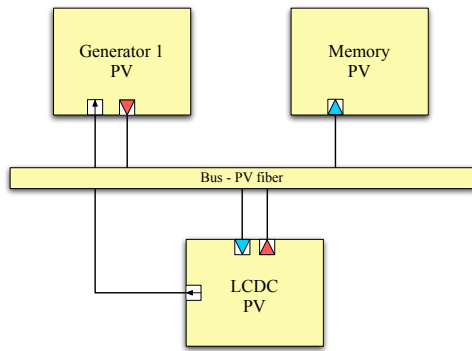 Generator 1
PV
Memory
PV
Bus - PV fiber
LCDC
PV